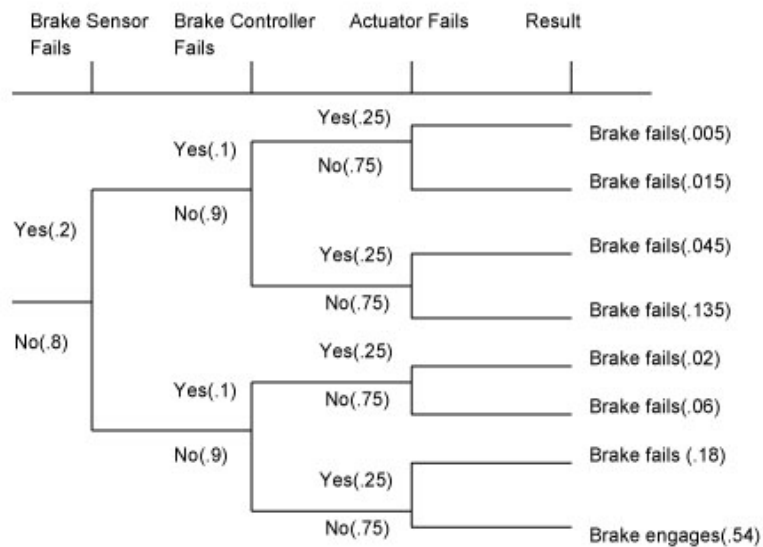 Brake Sensor Fails
Brake Controller Fails
Actuator Fails
Result
Yes(.2)
No(.8)
Yes(.1)
No(.9)
Yes(.1)
No(.9)
Yes(.25)
No(.75)
Yes(.25)
No(.75)
Yes(.25)
No(.75)
Yes(.25)
No(.75)
Brake fails(.005)
Brake fails(.015)
Brake fails(.045)
Brake fails(.135)
Brake fails(.02)
Brake fails(.06)
Brake fails (.18)
Brake engages(.54)